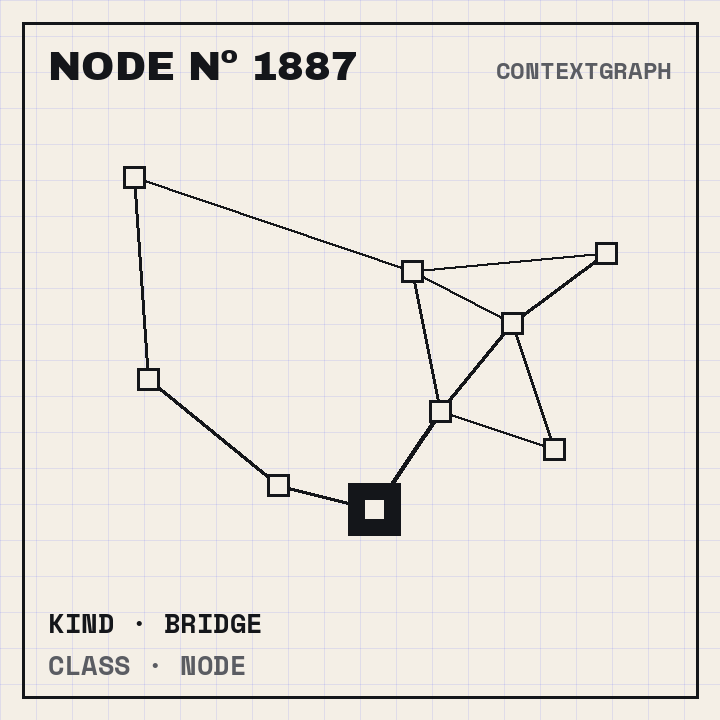 NODE Nº 1887
CONTEXTGRAPH
KIND · BRIDGE
CLASS · NODE